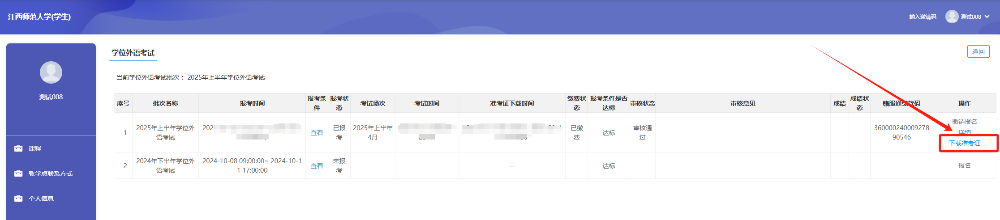 江西师范大学(学生)
输入邀请码 测试008
测试008
课程
教学点联系方式
个人信息
学位外语考试
返回
当前学位外语考试批次： 2025年上半年学位外语考试
序号 批次名称 报考时间 报考条件 报考状态 考试场次 考试时间 准考证下载时间 缴费状态 报考条件是否达标 审核状态 审核意见 成绩 成绩状态 赣服通缴款码 操作
1 2025年上半年学位外语考试 202 查看 已报考 2025年上半年4月 已缴费 达标 审核通过 36000024000927890546 撤销报名
详情
下载准考证
2 2024年下半年学位外语考试 2024-10-08 09:00:00~ 2024-10-11 17:00:00 查看 未报考 -- 达标 报名